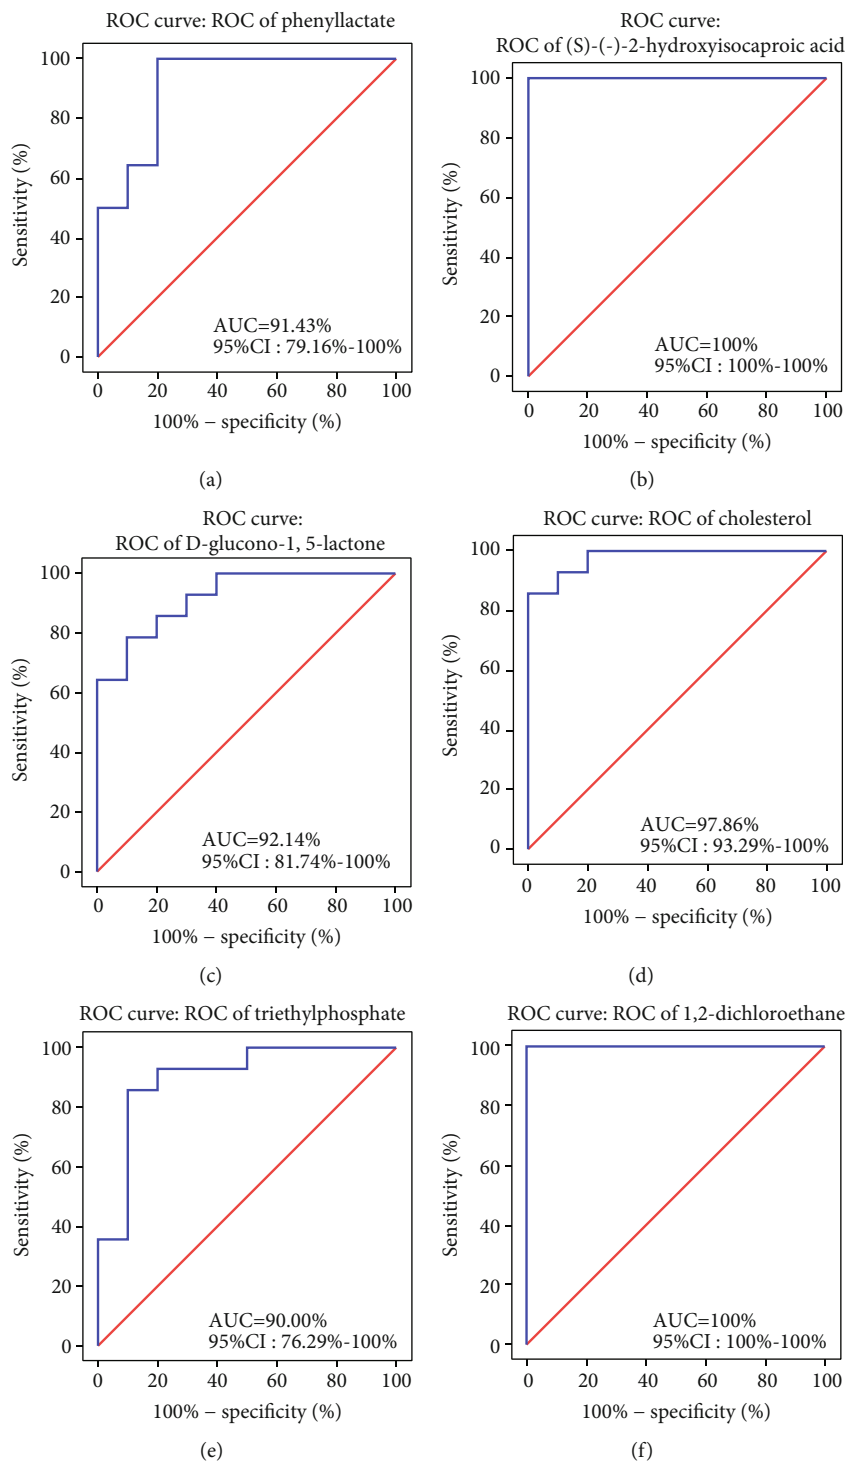 ROC curve: ROC of phenyllactate
100
80
60
40
20
0
Sensitivity (%)
AUC=91.43%
95%CI : 79.16%-100%
0 20 40 60 80 100
100% − specificity (%)
(a)
ROC curve:
ROC of (S)-(-)-2-hydroxyisocaproic acid
100
80
60
40
20
0
Sensitivity (%)
AUC=100%
95%CI : 100%-100%
0 20 40 60 80 100
100% − specificity (%)
(b)
ROC curve:
ROC of D-glucono-1, 5-lactone
100
80
60
40
20
0
Sensitivity (%)
AUC=92.14%
95%CI : 81.74%-100%
0 20 40 60 80 100
100% − specificity (%)
(c)
ROC curve: ROC of cholesterol
100
80
60
40
20
0
Sensitivity (%)
AUC=97.86%
95%CI : 93.29%-100%
0 20 40 60 80 100
100% − specificity (%)
(d)
ROC curve: ROC of triethylphosphate
100
80
60
40
20
0
Sensitivity (%)
AUC=90.00%
95%CI : 76.29%-100%
0 20 40 60 80 100
100% − specificity (%)
(e)
ROC curve: ROC of 1,2-dichloroethane
100
80
60
40
20
0
Sensitivity (%)
AUC=100%
95%CI : 100%-100%
0 20 40 60 80 100
100% − specificity (%)
(f)